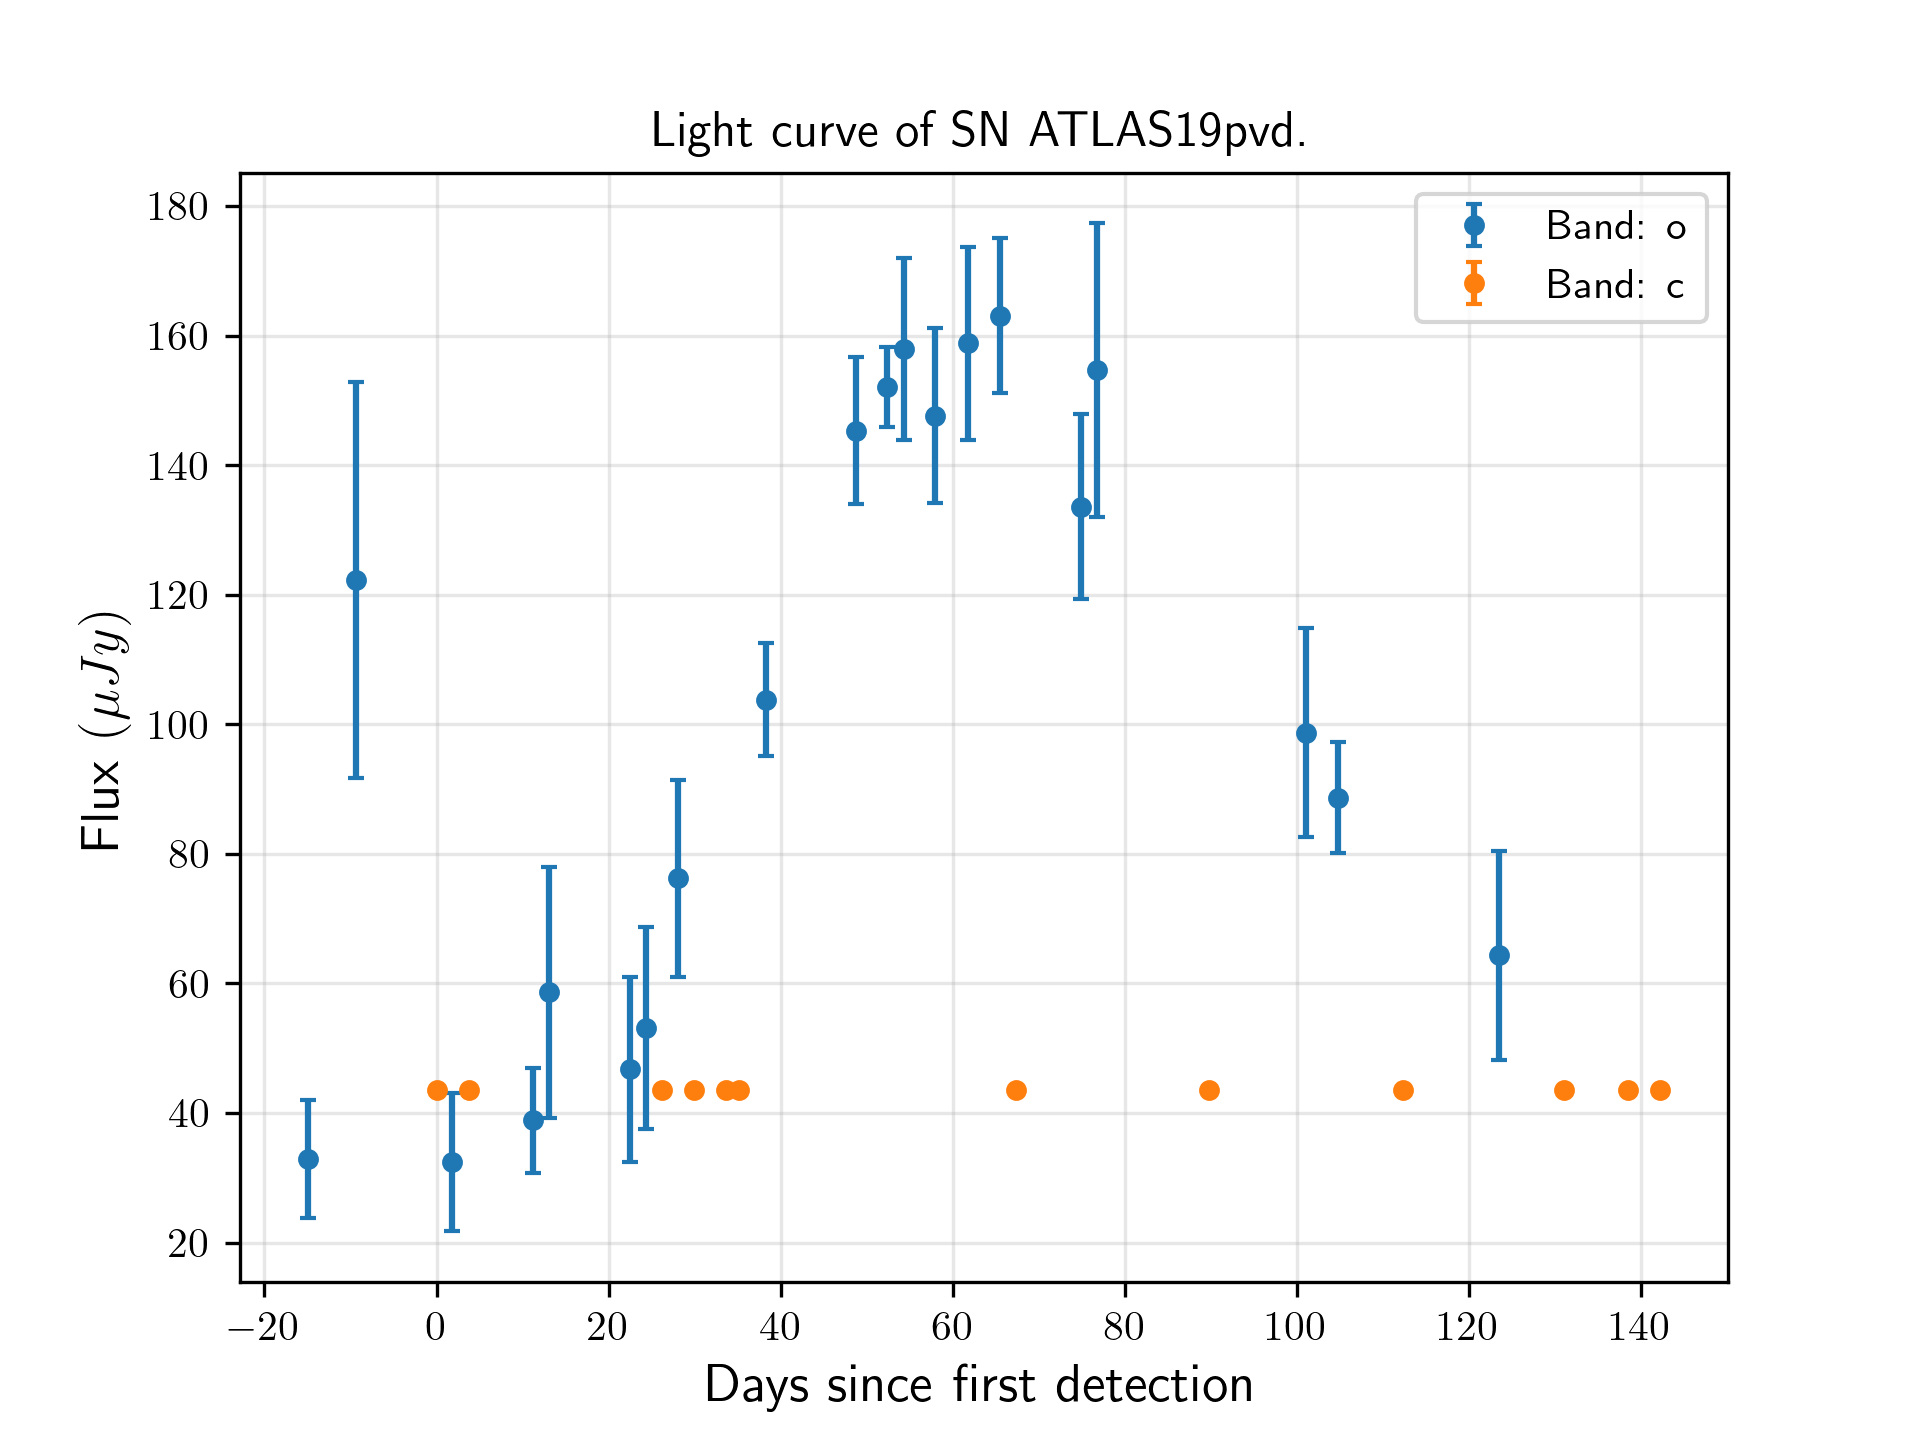 Light curve of SN ATLAS19pvd.
180
160
140
120
100
80
60
40
20
Flux (μJy)
Band: o
Band: c
−20 0 20 40 60 80 100 120 140
Days since first detection